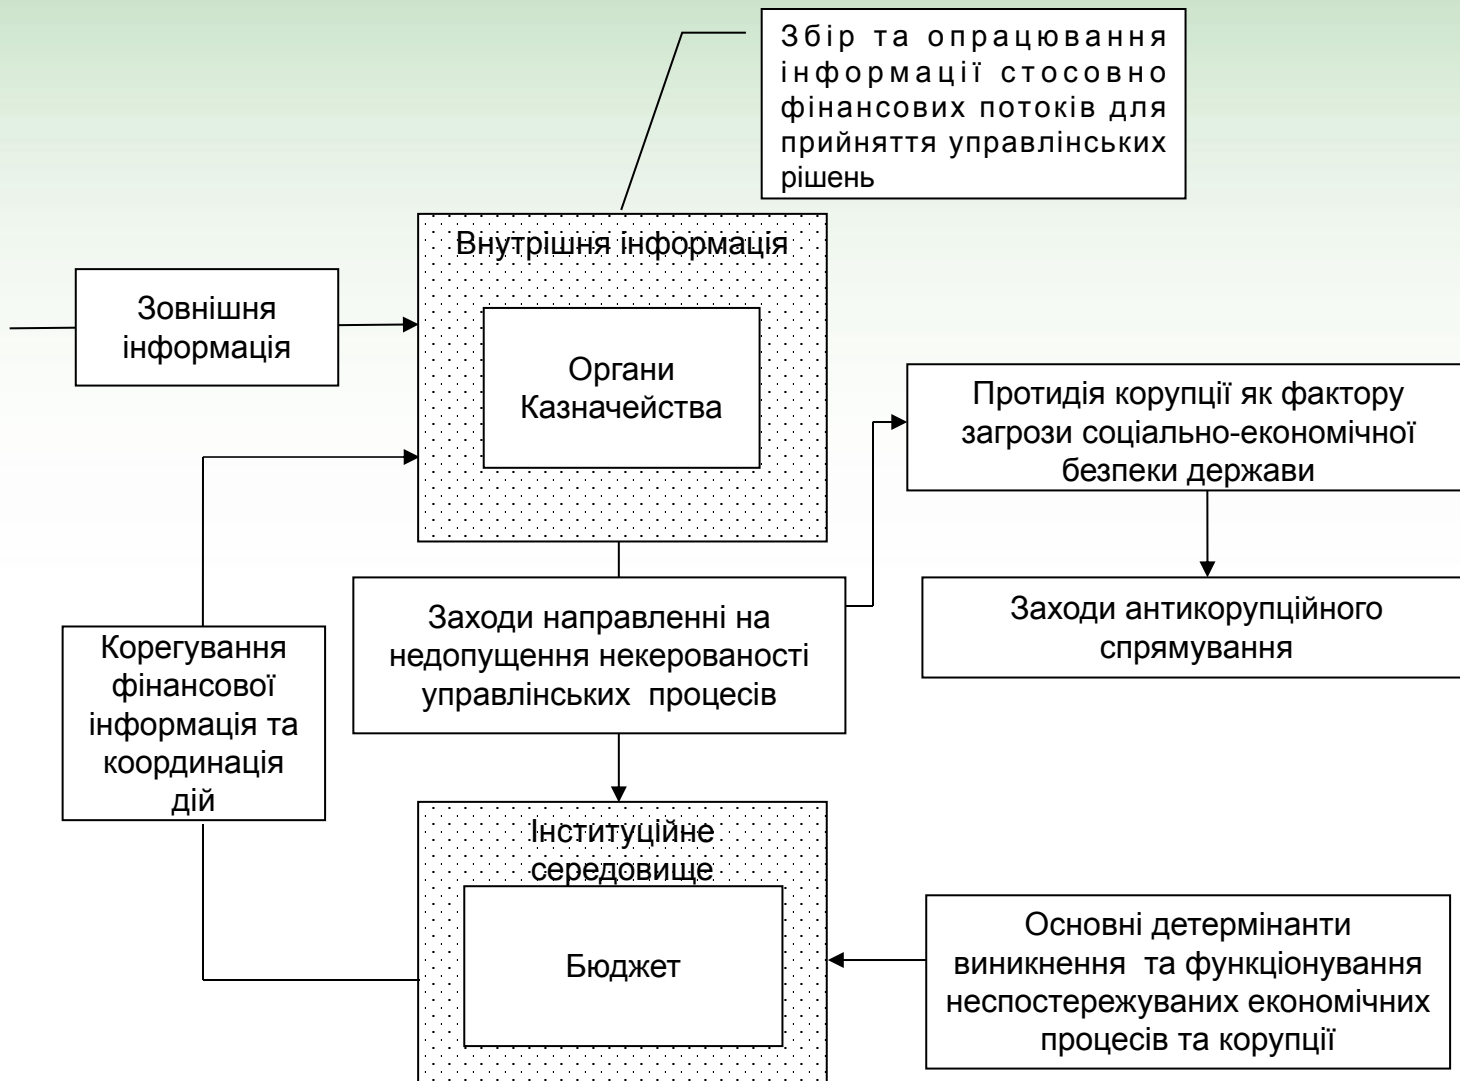 Збір та опрацювання
інформації стосовно
фінансових потоків для
прийняття управлінських
рішень
Внутрішня інформація
Зовнішня
інформація
Органи
Казначейства
Протидія корупції як фактору
загрози соціально-економічної
безпеки держави
Заходи направленні на
недопущення некерованості
управлінських процесів
Заходи антикорупційного
спрямування
Корегування
фінансової
інформація та
координація
дій
Інституційне
середовище
Бюджет
Основні детермінанти
виникнення та функціонування
неспостережуваних економічних
процесів та корупції